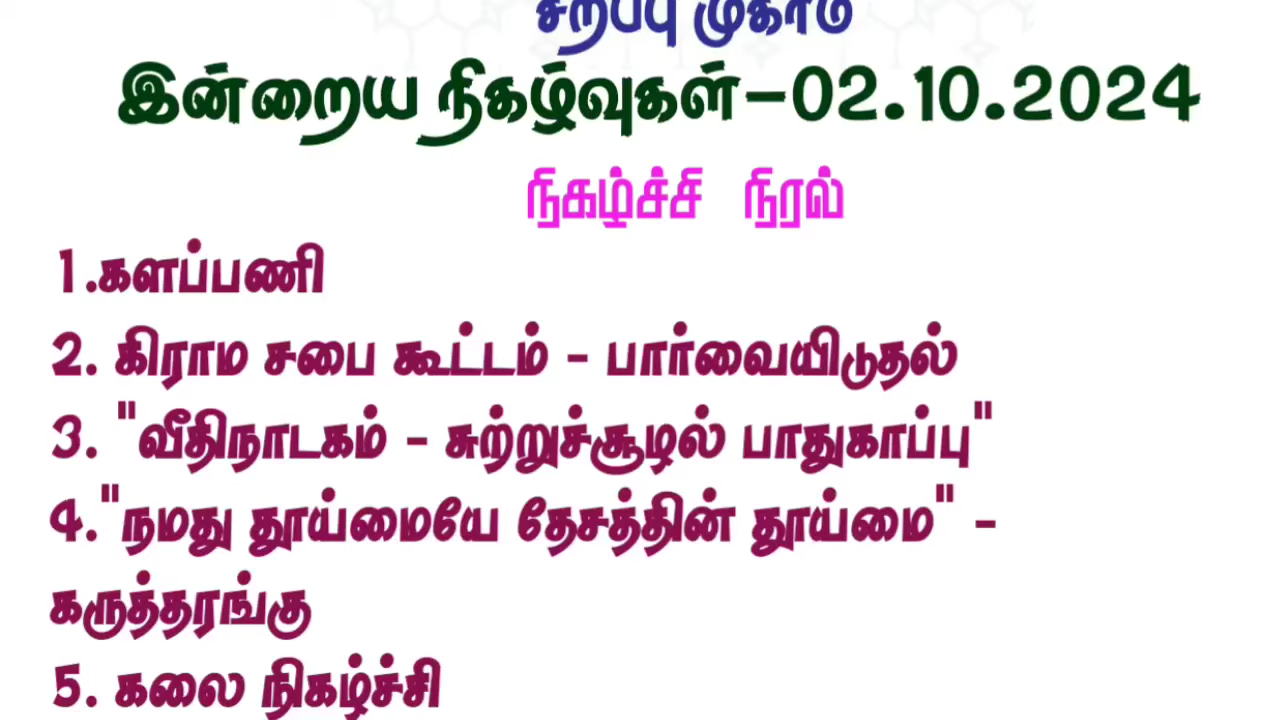 சிறப்பு முகாம்
இன்றைய நிகழ்வுகள்-02.10.2024
நிகழ்ச்சி நிரல்
1.களப்பணி
2. கிராம சபை கூட்டம் - பார்வையிடுதல்
3. "வீதிநாடகம் - சுற்றுச்சூழல் பாதுகாப்பு"
4."நமது தூய்மையே தேசத்தின் தூய்மை" -
கருத்தரங்கு
5. கலை நிகழ்ச்சி